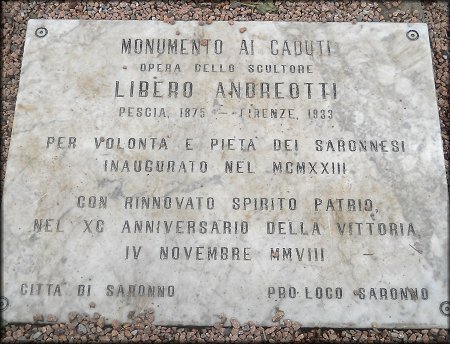 MONUMENTO AI CADUTI
OPERA DELLO SCULTORE
LIBERO ANDREOTTI
PESCIA, 1875 — FIRENZE, 1933
PER VOLONTÀ E PIETÀ DEI SARONNESI
INAUGURATO NEL MCMXXIII
CON RINNOVATO SPIRITO PATRIO,
NEL XC ANNIVERSARIO DELLA VITTORIA
IV NOVEMBRE MMVIII
CITTÀ DI SARONNO PRO LOCO SARONNO